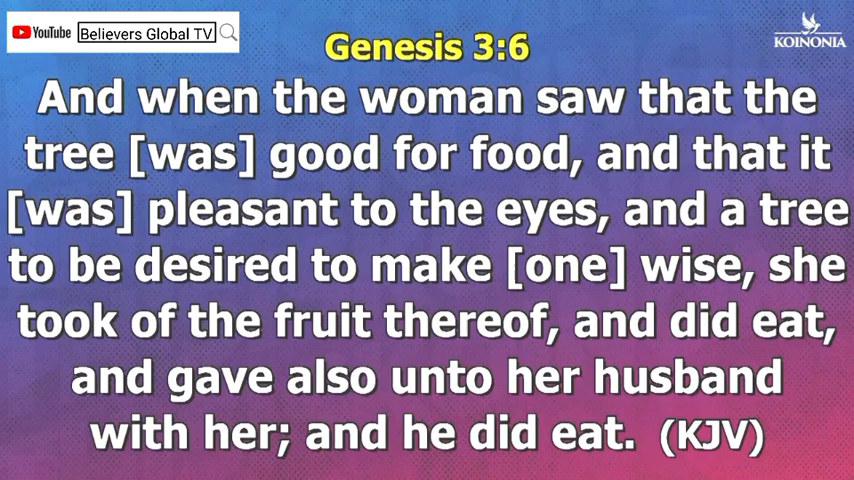 YouTube Believers Global TV
KOINONIA
Genesis 3:6
And when the woman saw that the
tree [was] good for food, and that it
[was] pleasant to the eyes, and a tree
to be desired to make [one] wise, she
took of the fruit thereof, and did eat,
and gave also unto her husband
with her; and he did eat. (KJV)